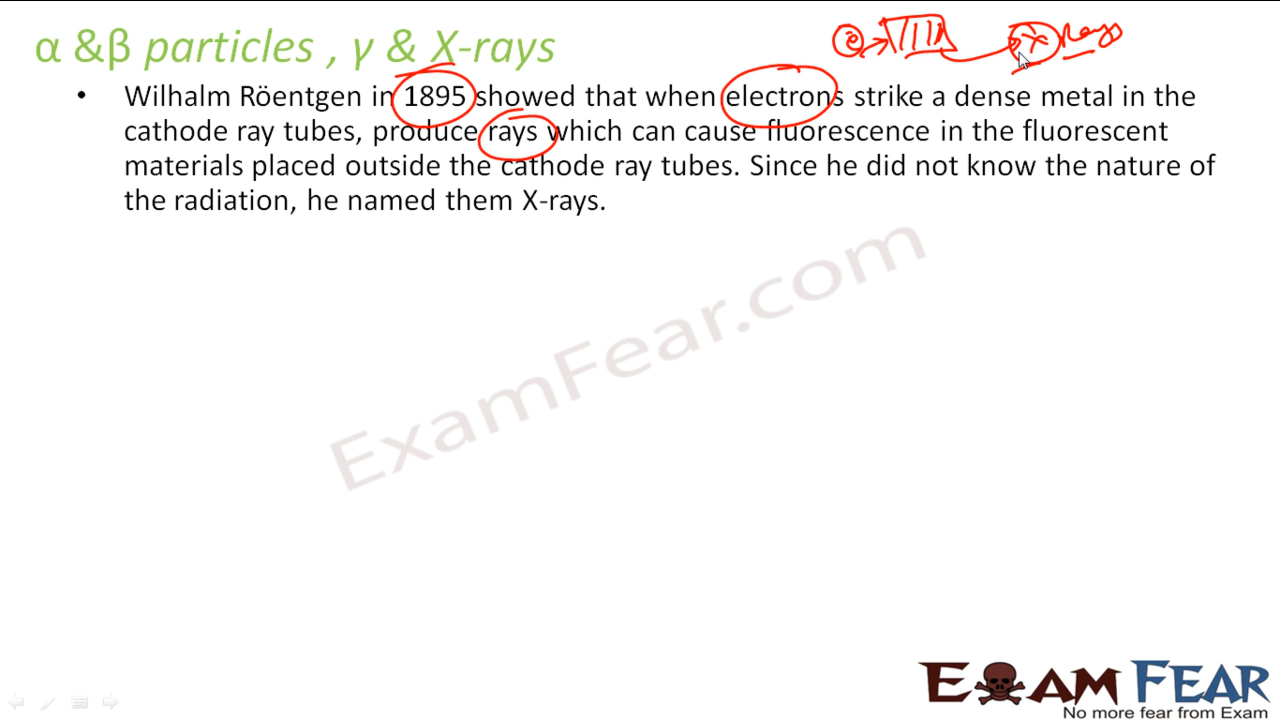 α &β particles , γ & X-rays
e X Rays
• Wilhalm Röentgen in 1895 showed that when electrons strike a dense metal in the
cathode ray tubes, produce rays which can cause fluorescence in the fluorescent
materials placed outside the cathode ray tubes. Since he did not know the nature of
the radiation, he named them X-rays.
ExamFear.com
EXAM FEAR
No more fear from Exam